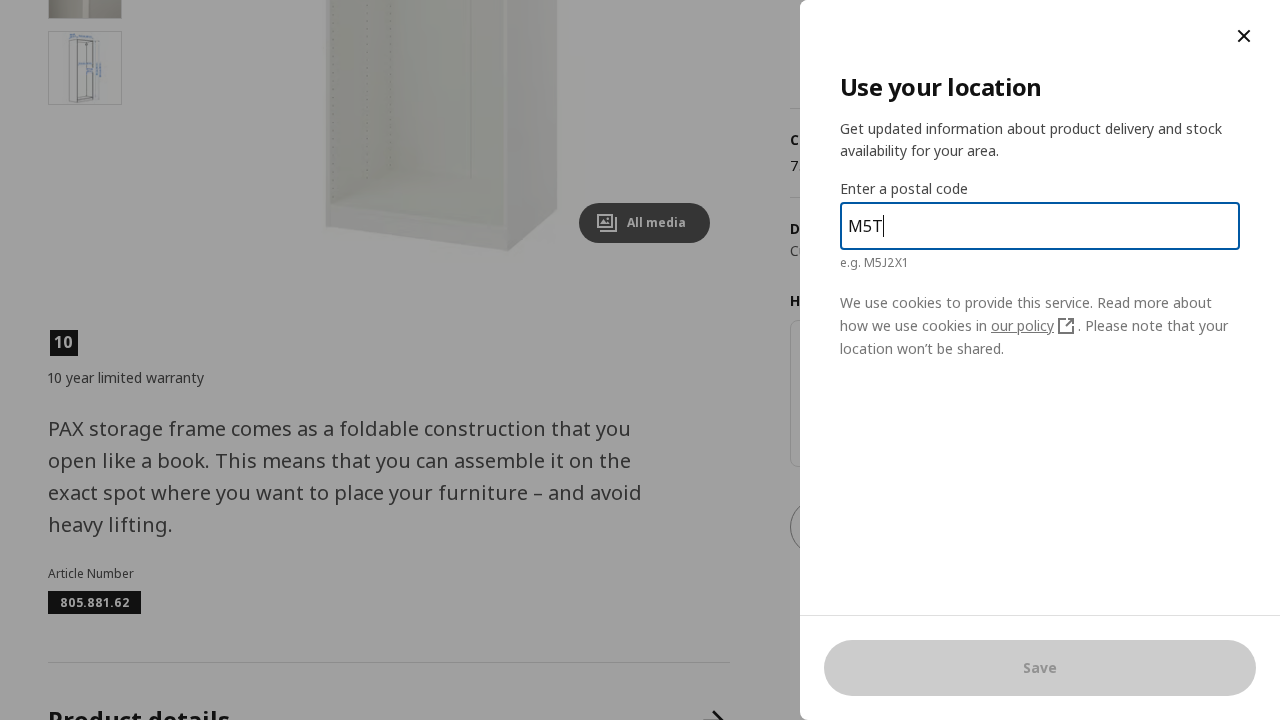 All media
10
10 year limited warranty
PAX storage frame comes as a foldable construction that you
open like a book. This means that you can assemble it on the
exact spot where you want to place your furniture – and avoid
heavy lifting.
Article Number
805.881.62
Product details
Use your location
Get updated information about product delivery and stock
availability for your area.
Enter a postal code
M5T
e.g. M5J2X1
We use cookies to provide this service. Read more about
how we use cookies in our policy . Please note that your
location won’t be shared.
Save